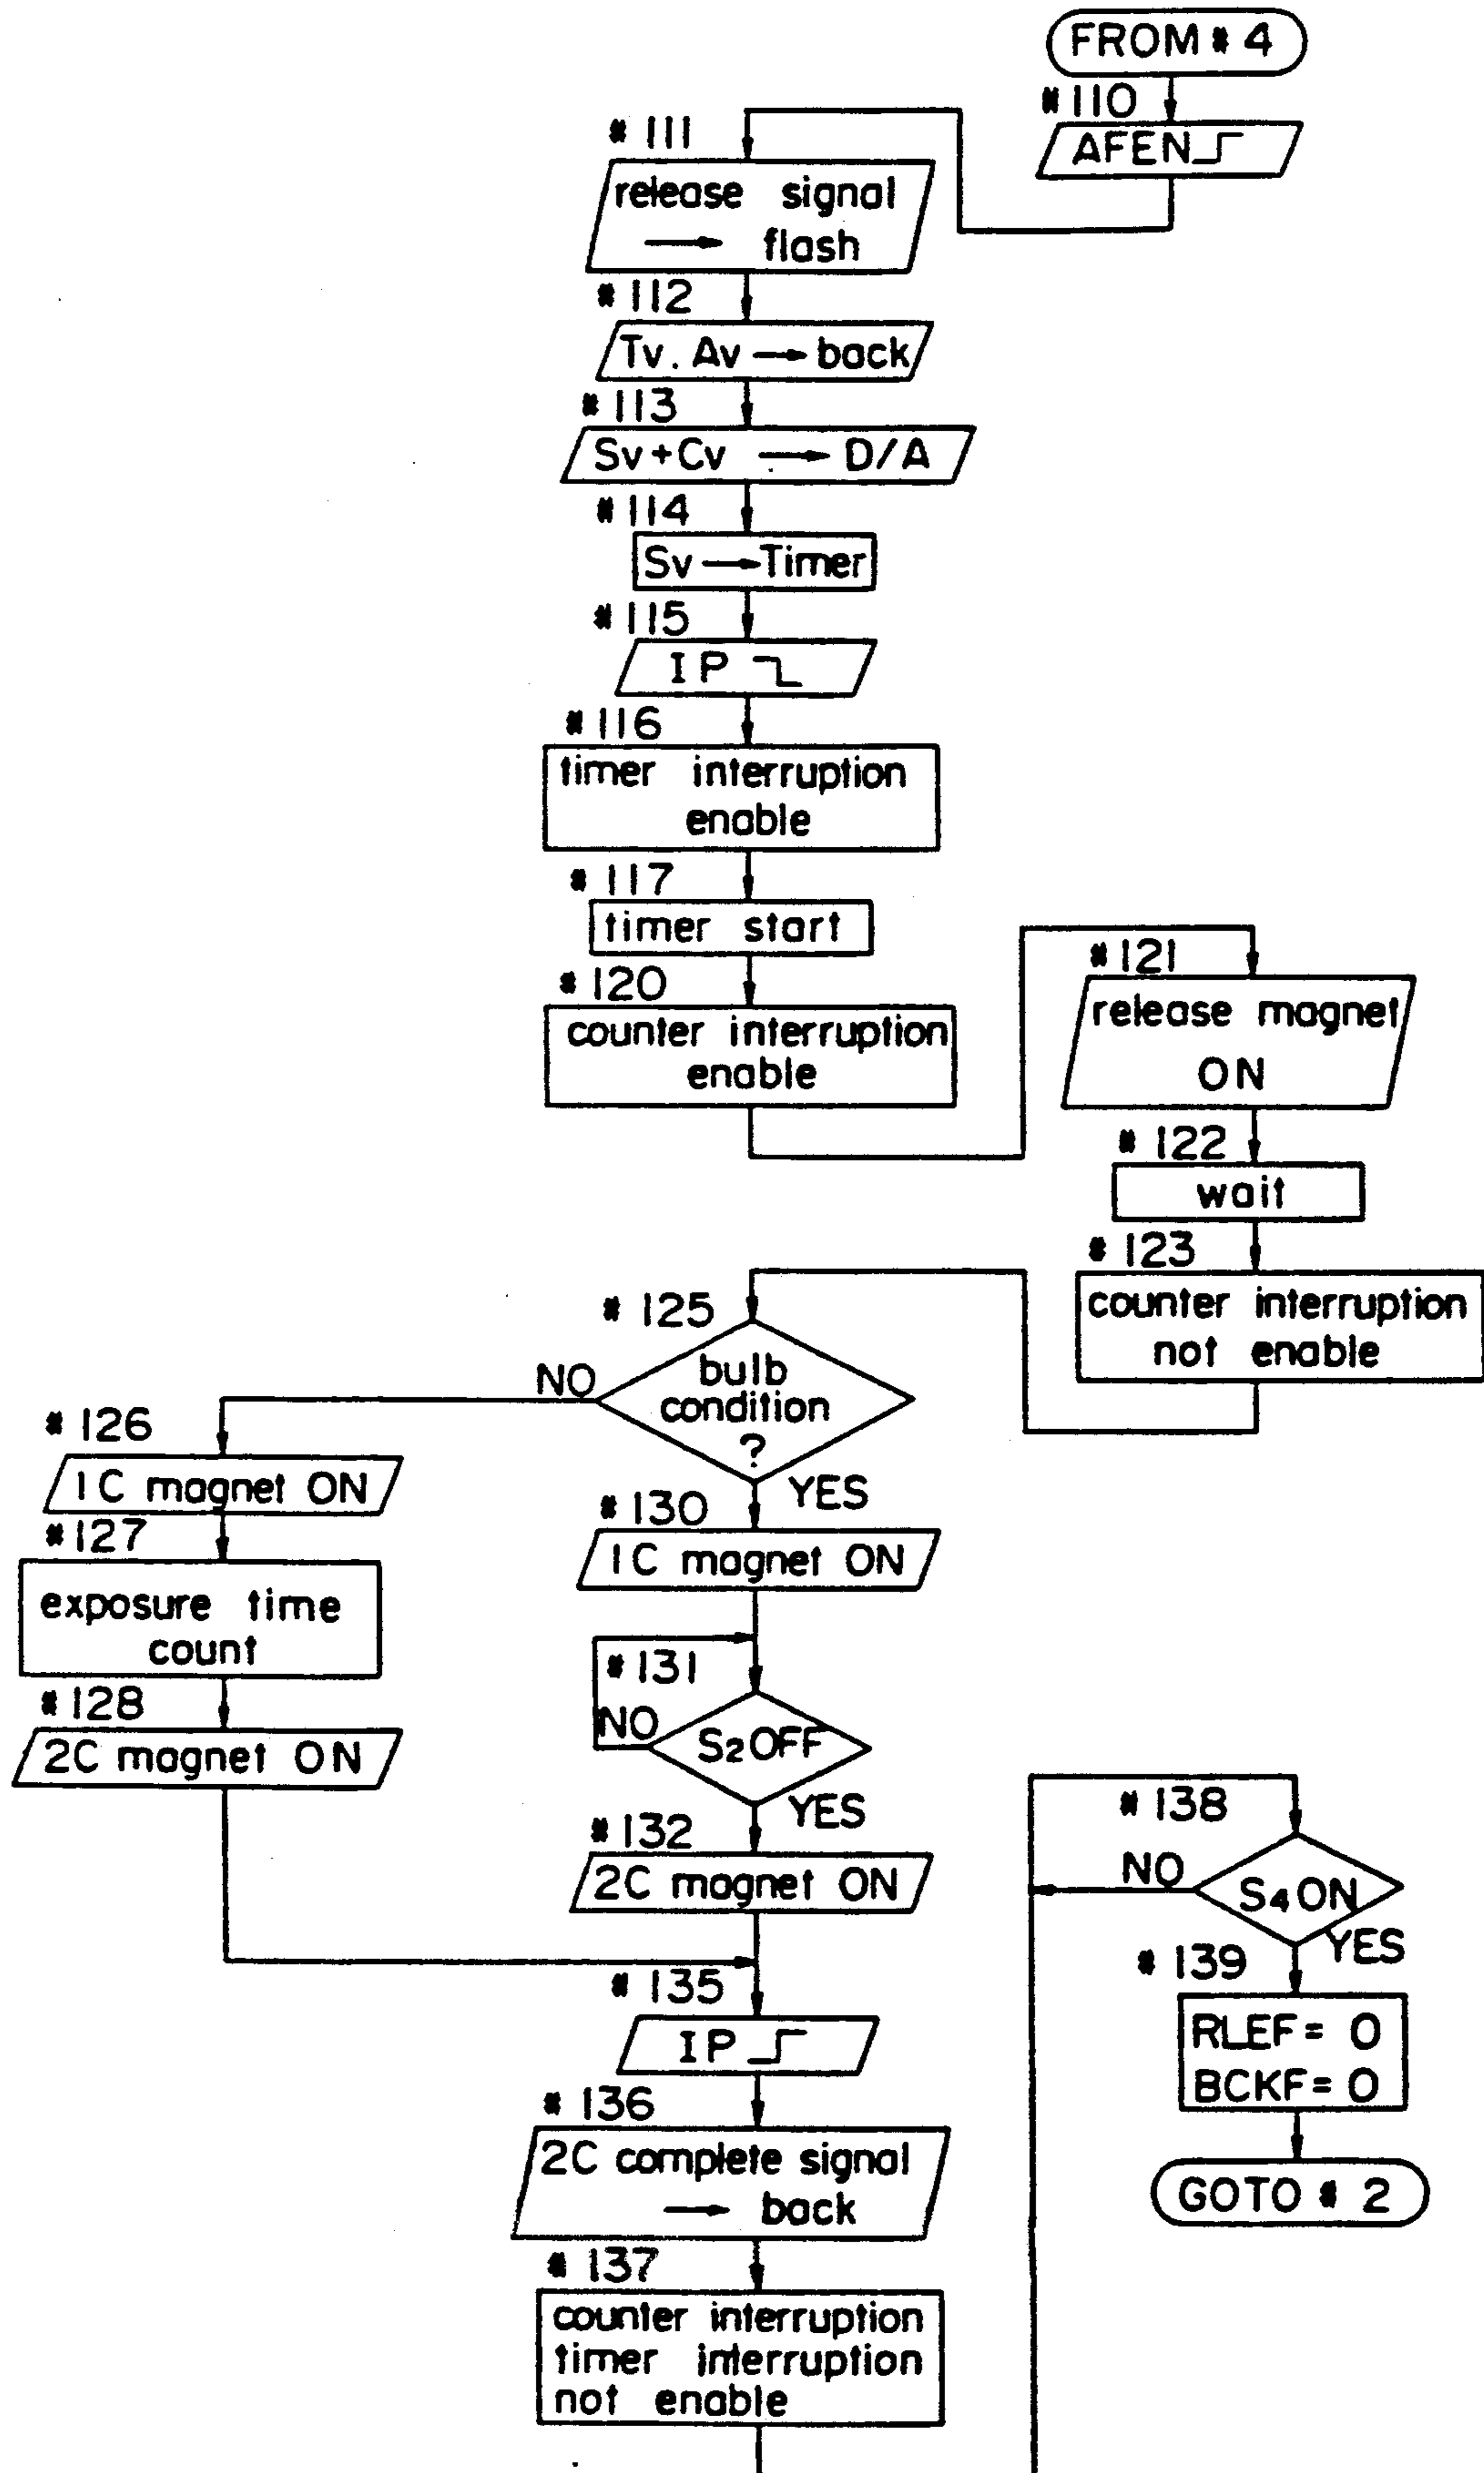 FROM # 4
# 110
AFEN
# 111
release signal
→ flash
# 112
Tv. Av → back
# 113
Sv+Cv → D/A
# 114
Sv → Timer
# 115
IP
# 116
timer interruption
enable
# 117
timer start
# 120
counter interruption
enable
# 121
release magnet
ON
# 122
wait
# 123
counter interruption
not enable
# 125
bulb
condition
?
NO
YES
# 126
1C magnet ON
# 127
exposure time
count
# 128
2C magnet ON
# 130
1C magnet ON
# 131
NO
S2 OFF
YES
# 132
2C magnet ON
# 135
IP
# 136
2C complete signal
→ back
# 137
counter interruption
timer interruption
not enable
# 138
NO
S4 ON
YES
# 139
RLEF= 0
BCKF= 0
GOTO # 2